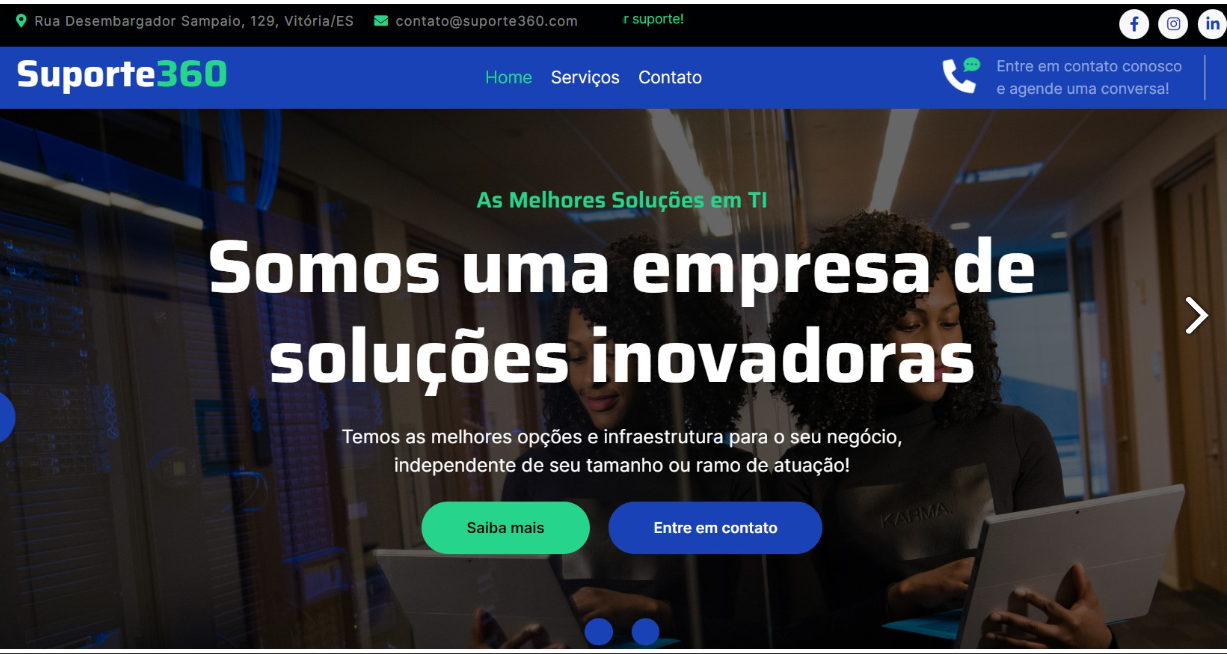 Rua Desembargador Sampaio, 129, Vitória/ES
contato@suporte360.com
r suporte!
Suporte360
Home
Serviços
Contato
Entre em contato conosco
e agende uma conversa!
As Melhores Soluções em TI
Somos uma empresa de
soluções inovadoras
Temos as melhores opções e infraestrutura para o seu negócio,
independente de seu tamanho ou ramo de atuação!
Saiba mais
Entre em contato
KARMA